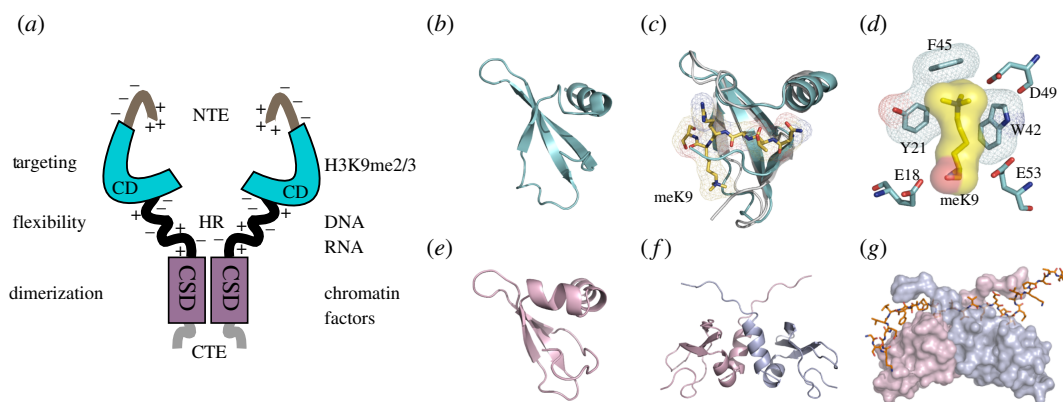 (a)
NTE
targeting
H3K9me2/3
CD
CD
flexibility
HR
DNA
RNA
dimerization
CSD
CSD
chromatin
factors
CTE
(b)
(c)
meK9
(d)
F45
D49
Y21
W42
E18
E53
meK9
(e)
(f)
(g)